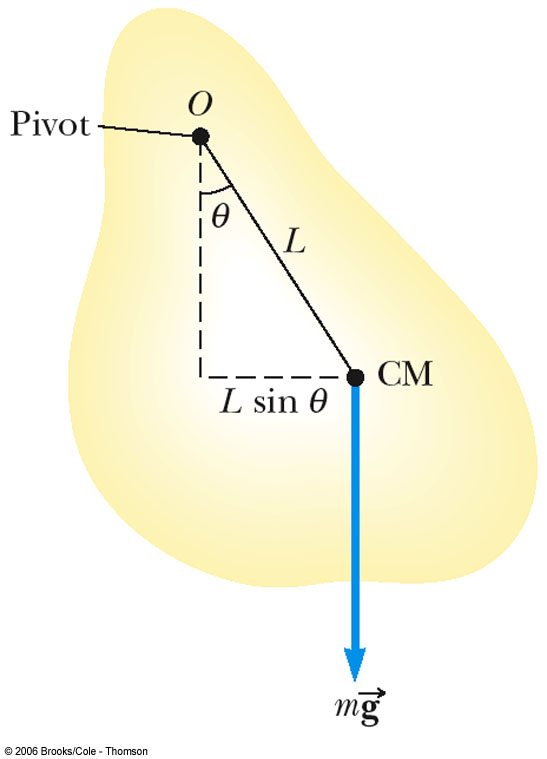 O
Pivot
θ
L
CM
L sin θ
mg⃗
© 2006 Brooks/Cole - Thomson